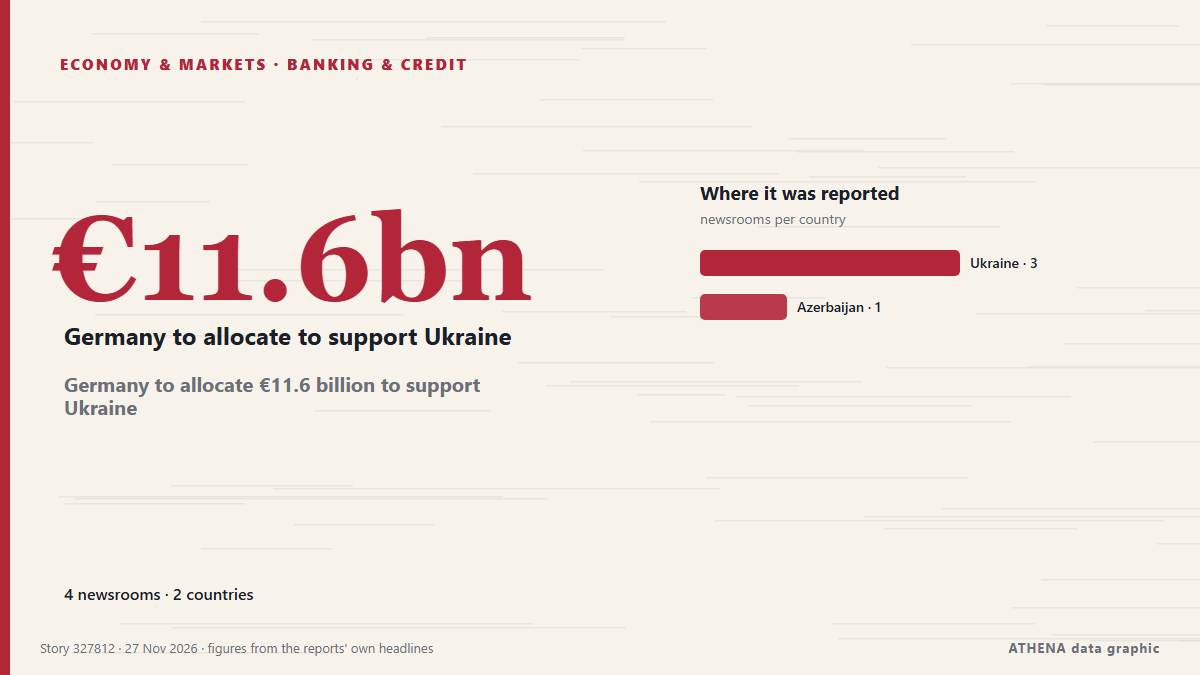 ECONOMY & MARKETS · BANKING & CREDIT
€11.6bn
Germany to allocate to support Ukraine
Germany to allocate €11.6 billion to support
Ukraine
Where it was reported
newsrooms per country
Ukraine · 3
Azerbaijan · 1
4 newsrooms · 2 countries
Story 327812 · 27 Nov 2026 · figures from the reports' own headlines
ATHENA data graphic